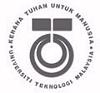 KERANA TUHAN UNTUK MANUSIA
UNIVERSITI TEKNOLOGI MALAYSIA